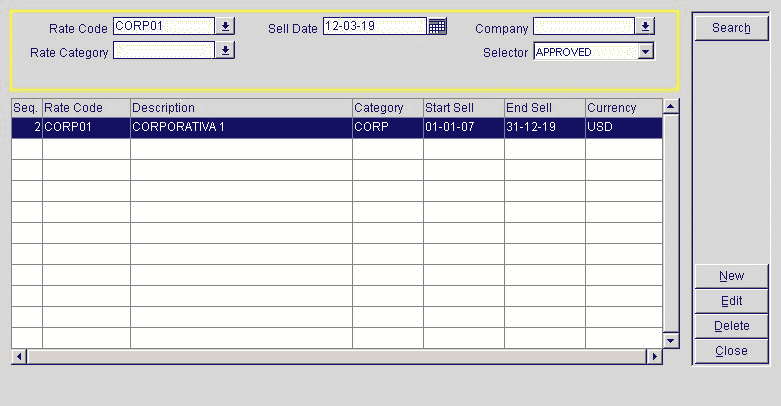 Rate Code CORP01 Sell Date 12-03-19 Company Search
Rate Category Selector APPROVED
Seq. Rate Code Description Category Start Sell End Sell Currency
2 CORP01 CORPORATIVA 1 CORP 01-01-07 31-12-19 USD
New
Edit
Delete
Close